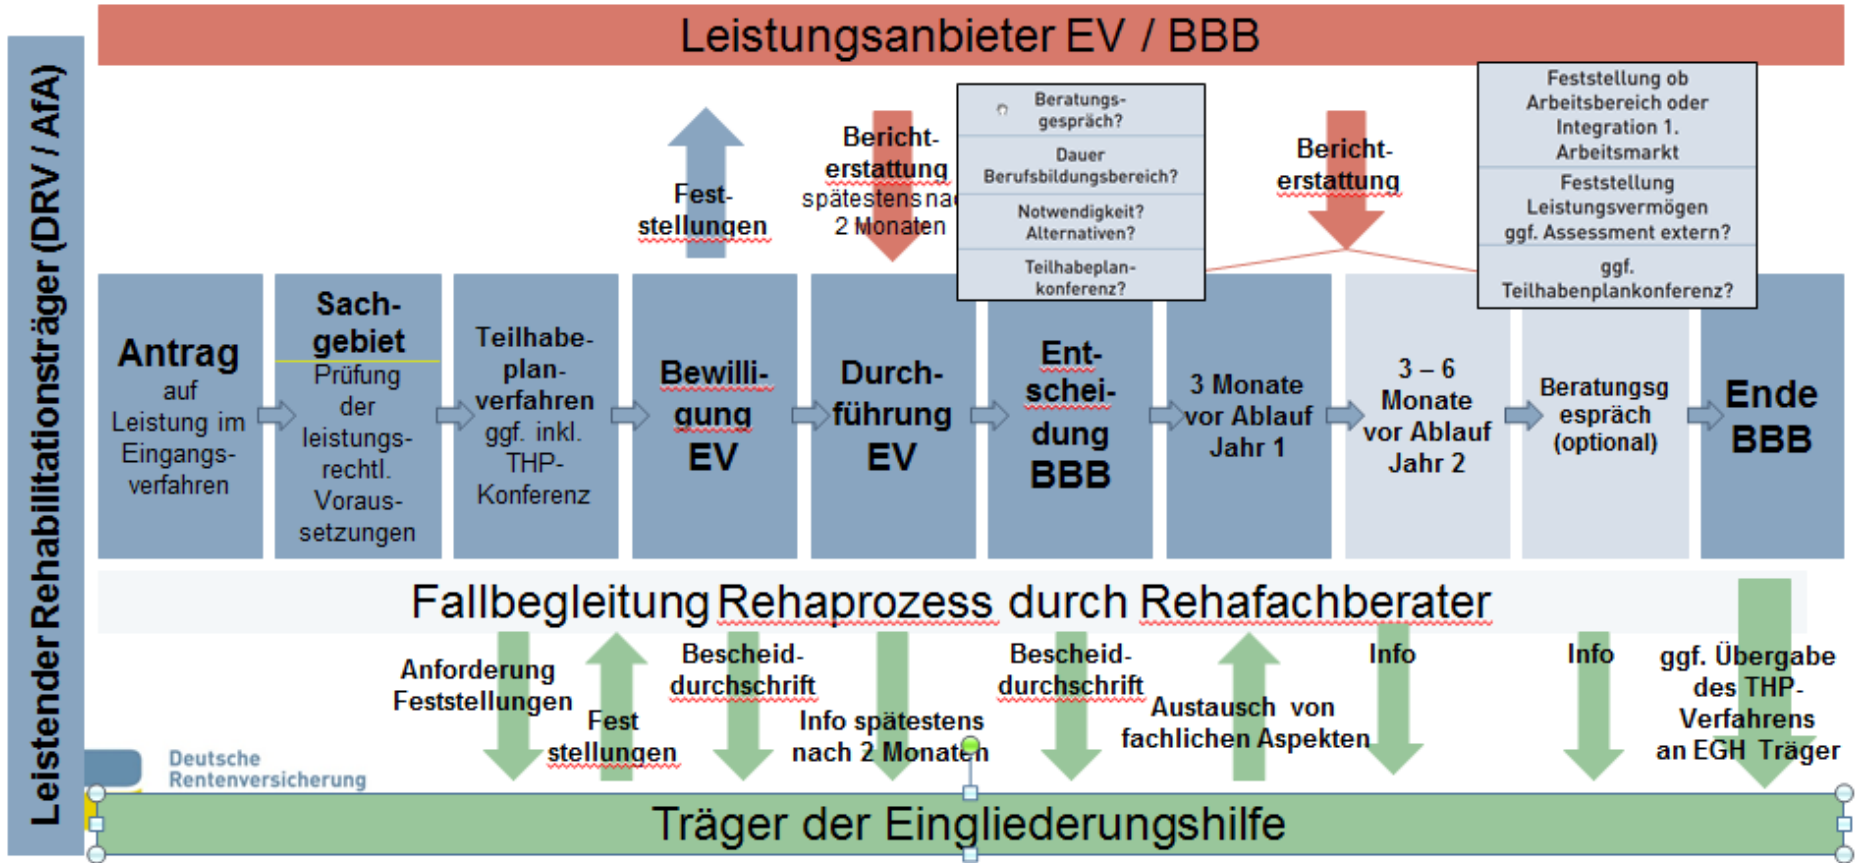 Leistungsanbieter EV / BBB
Leistender Rehabilitationsträger (DRV / AfA)
Fest-
stellungen
Bericht-
erstattung
spätestens nac
2 Monaten
Beratungs-
gespräch?
Dauer
Berufsbildungsbereich?
Notwendigkeit?
Alternativen?
Teilhabeplan-
konferenz?
Bericht-
erstattung
Feststellung ob
Arbeitsbereich oder
Integration 1.
Arbeitsmarkt
Feststellung
Leistungsvermögen
ggf. Assessment extern?
ggf.
Teilhabenplankonferenz?
Antrag
auf
Leistung im
Eingangs-
verfahren
Sach-
gebiet
Prüfung
der
leistungs-
rechtl.
Voraus-
setzungen
Teilhabe-
plan-
verfahren
ggf. inkl.
THP-
Konferenz
Bewilli-
gung
EV
Durch-
führung
EV
Ent-
schei-
dung
BBB
3 Monate
vor Ablauf
Jahr 1
3 – 6
Monate
vor Ablauf
Jahr 2
Beratungsg
espräch
(optional)
Ende
BBB
Fallbegleitung Rehaprozess durch Rehafachberater
Anforderung
Feststellungen
Fest
stellungen
Bescheid-
durchschrift
Info spätestens
nach 2 Monaten
Bescheid-
durchschrift
Austausch von
fachlichen Aspekten
Info
Info
ggf. Übergabe
des THP-
Verfahrens
an EGH Träger
Deutsche
Rentenversicherung
Träger der Eingliederungshilfe